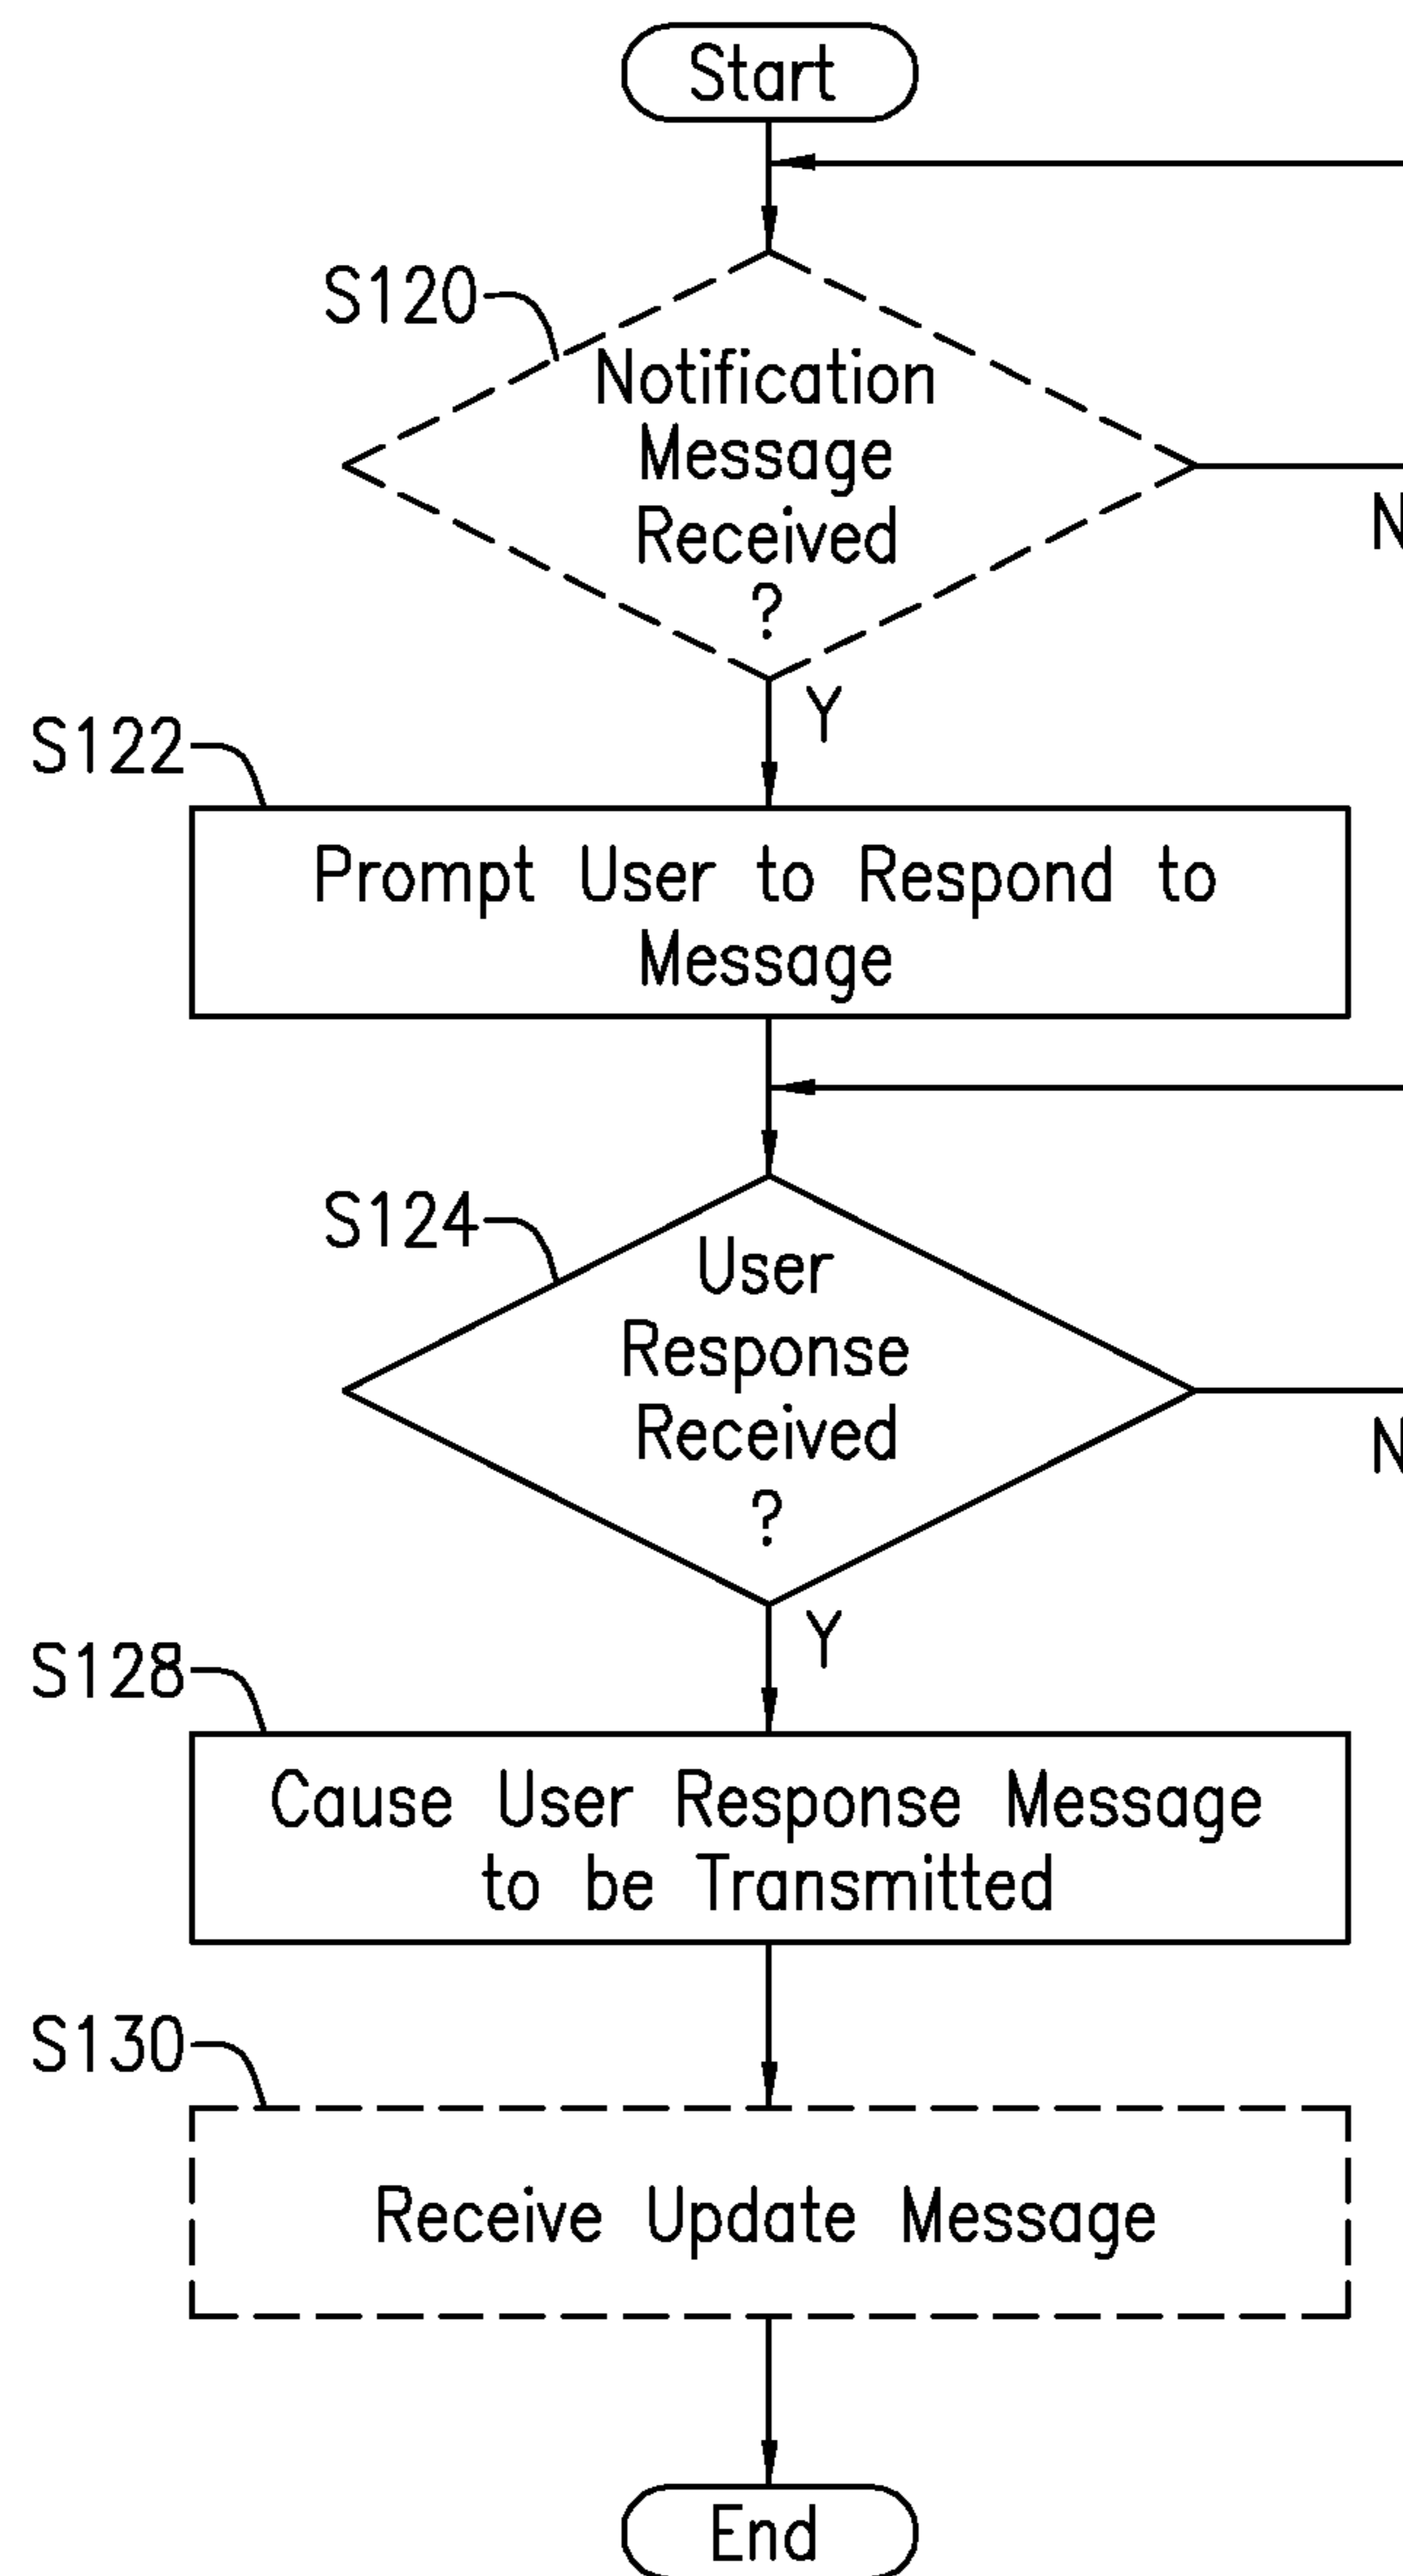 Start
S120
Notification
Message
Received
?
N
Y
S122
Prompt User to Respond to
Message
S124
User
Response
Received
?
N
Y
S128
Cause User Response Message
to be Transmitted
S130
Receive Update Message
End